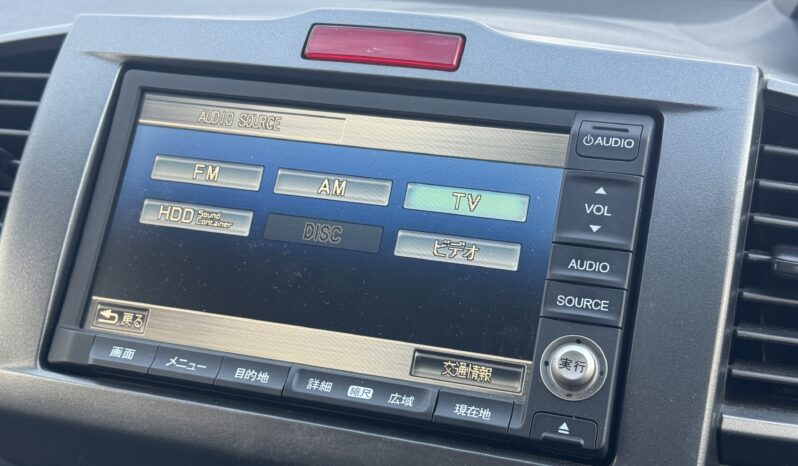 AUDIO SOURCE
FM
AM
TV
HDD Sound Container
DISC
ビデオ
戻る
交通情報
画面
メニュー
目的地
詳細
縮尺
広域
現在地
AUDIO
VOL
AUDIO
SOURCE
実行